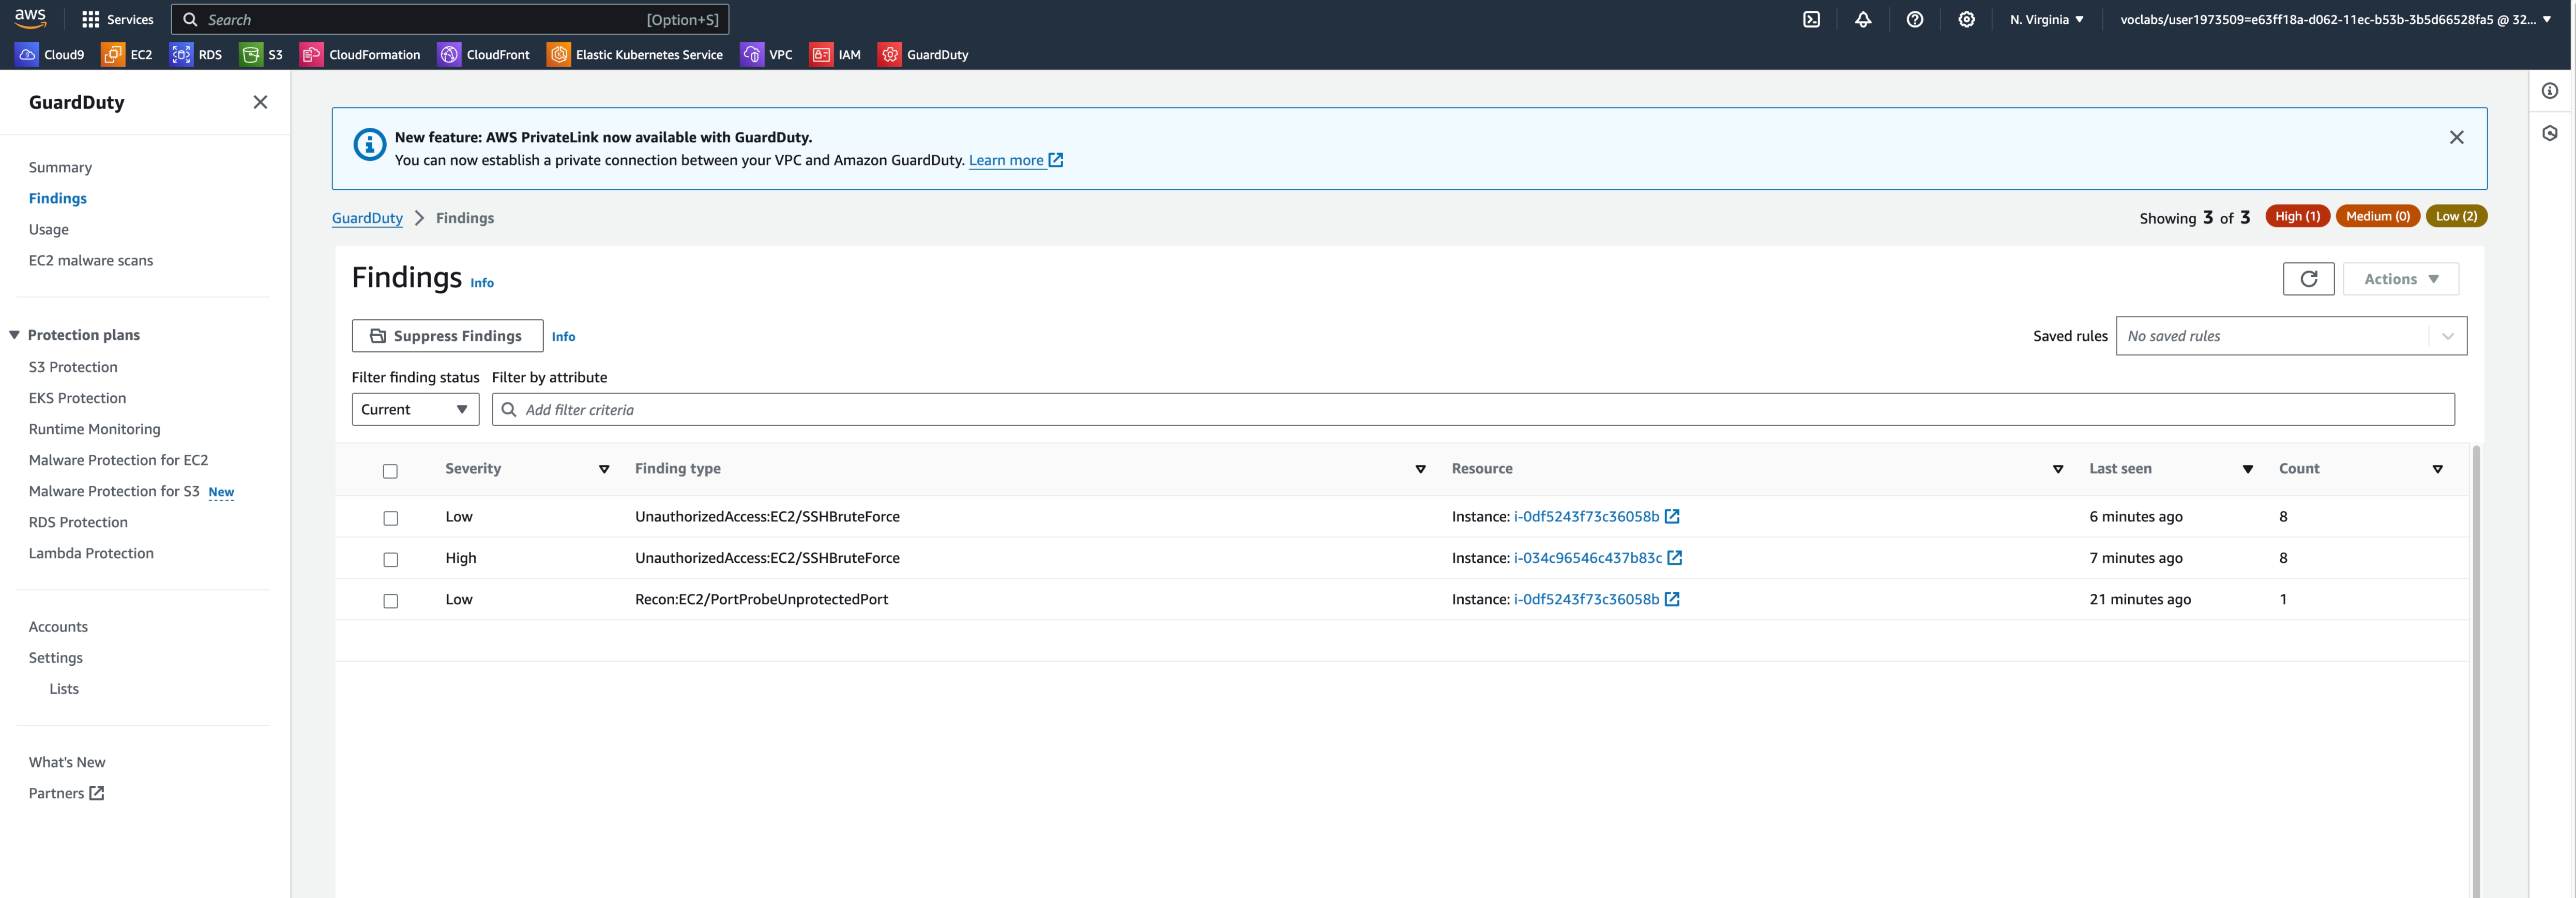 aws Services Search [Option+S] N. Virginia voclabs/user1973509=e63ff18a-d062-11ec-b53b-3b5d66528fa5 @ 32...
Cloud9 EC2 RDS S3 CloudFormation CloudFront Elastic Kubernetes Service VPC IAM GuardDuty
GuardDuty
Summary
Findings
Usage
EC2 malware scans
Protection plans
S3 Protection
EKS Protection
Runtime Monitoring
Malware Protection for EC2
Malware Protection for S3 New
RDS Protection
Lambda Protection
Accounts
Settings
Lists
What's New
Partners
New feature: AWS PrivateLink now available with GuardDuty.
You can now establish a private connection between your VPC and Amazon GuardDuty. Learn more
GuardDuty Findings
Showing 3 of 3 High (1) Medium (0) Low (2)
Findings Info
Actions
Suppress Findings Info
Saved rules No saved rules
Filter finding status Filter by attribute
Current Add filter criteria
Severity Finding type Resource Last seen Count
Low UnauthorizedAccess:EC2/SSHBruteForce Instance: i-0df5243f73c36058b 6 minutes ago 8
High UnauthorizedAccess:EC2/SSHBruteForce Instance: i-034c96546c437b83c 7 minutes ago 8
Low Recon:EC2/PortProbeUnprotectedPort Instance: i-0df5243f73c36058b 21 minutes ago 1